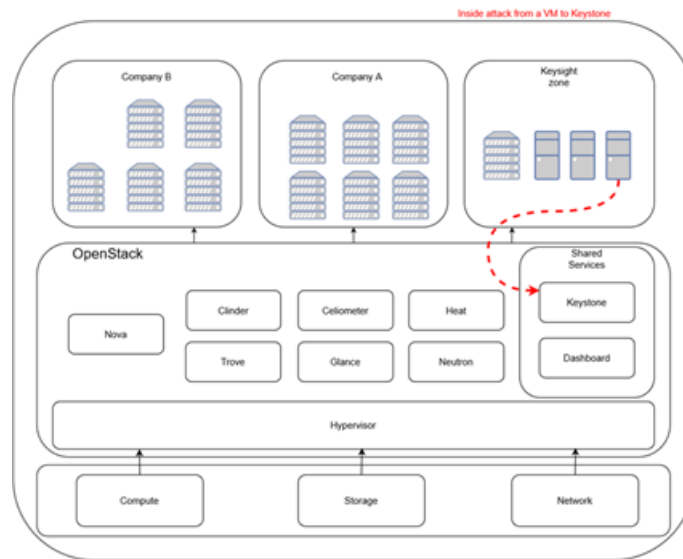 Inside attack from a VM to Keystone
Company B
Company A
Keysight
zone
OpenStack
Shared
Services
Nova
Clinder
Celiometer
Heat
Keystone
Trove
Glance
Neutron
Dashboard
Hypervisor
Compute
Storage
Network